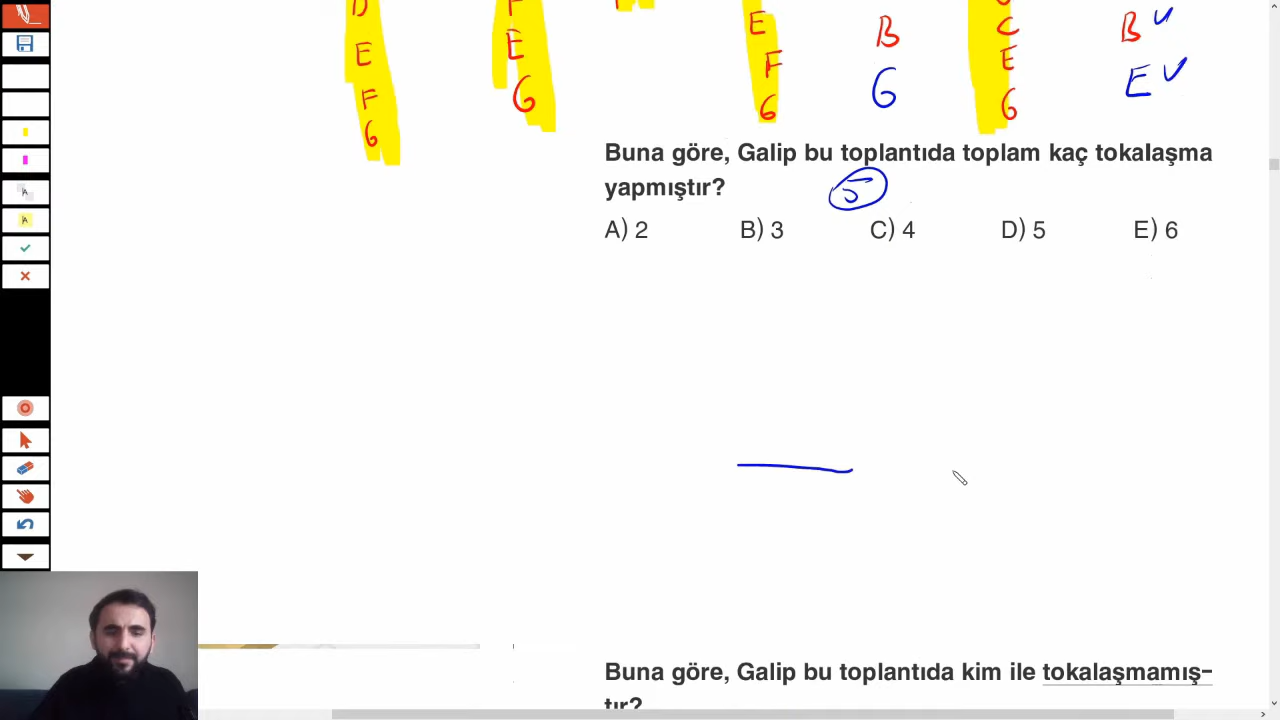 D F E C B
E E F E E
F G G G
G B
G
Buna göre, Galip bu toplantıda toplam kaç tokalaşma
yapmıştır? 5
A) 2 B) 3 C) 4 D) 5 E) 6
Buna göre, Galip bu toplantıda kim ile tokalaşmamış-
tır?